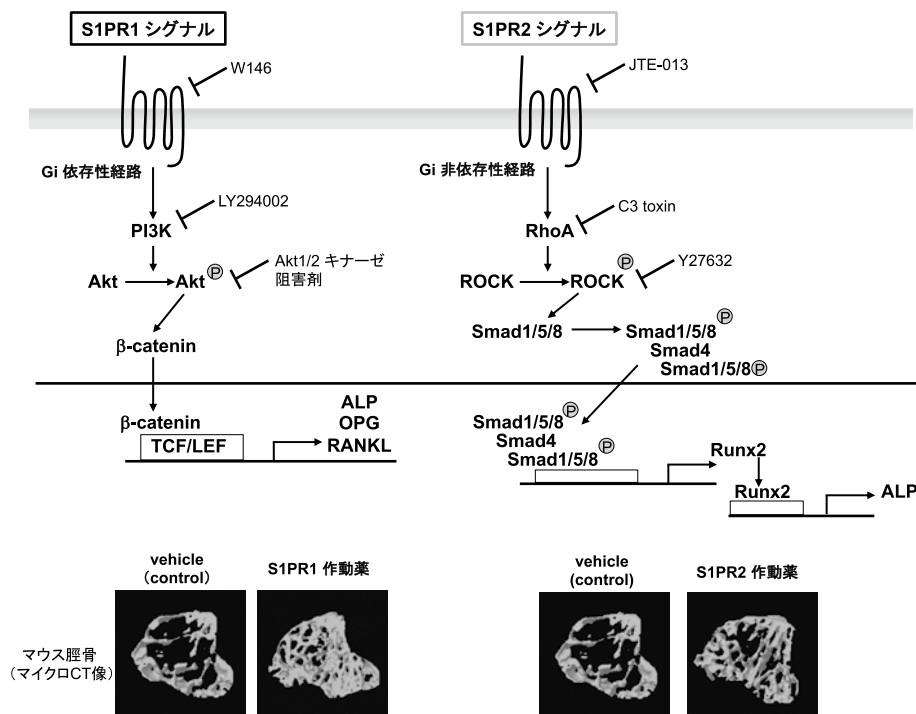 S1PR1 シグナル
W146
Gi 依存性経路
LY294002
PI3K
Akt
Akt
P
Akt1/2 キナーゼ
阻害剤
β-catenin
β-catenin
TCF/LEF
ALP
OPG
RANKL
S1PR2 シグナル
JTE-013
Gi 非依存性経路
C3 toxin
RhoA
ROCK
ROCK
P
Y27632
Smad1/5/8
Smad1/5/8
P
Smad4
Smad1/5/8
P
Smad1/5/8
P
Smad4
Smad1/5/8
P
Runx2
Runx2
ALP
vehicle
(control)
S1PR1 作動薬
vehicle
(control)
S1PR2 作動薬
マウス脛骨
(マイクロCT像)